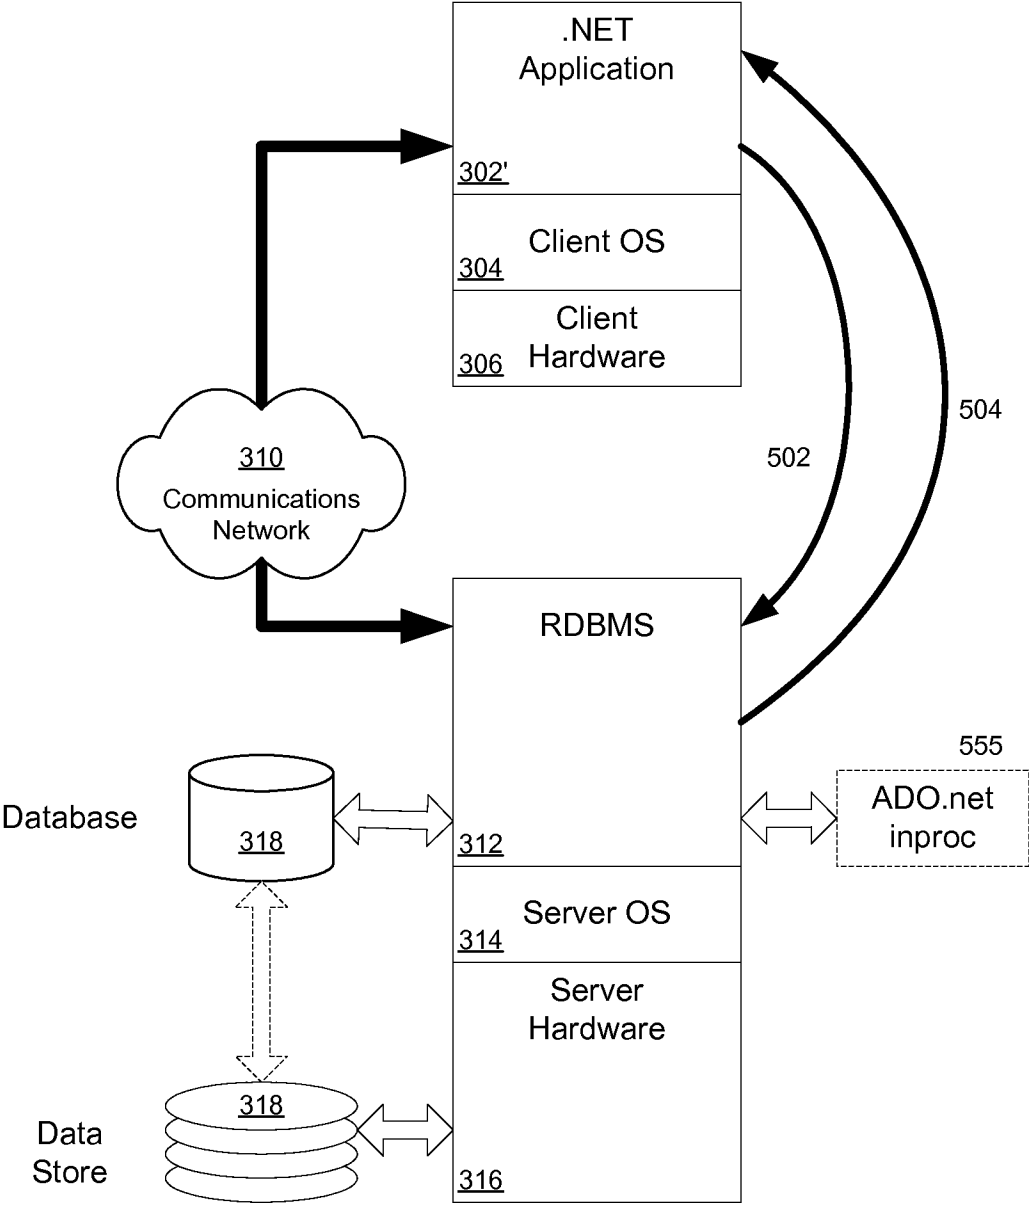 .NET
Application
302'
Client OS
304
Client
Hardware
306
310
Communications
Network
502
504
RDBMS
312
555
ADO.net
inproc
Database
318
Server OS
314
Server
Hardware
316
318
Data
Store